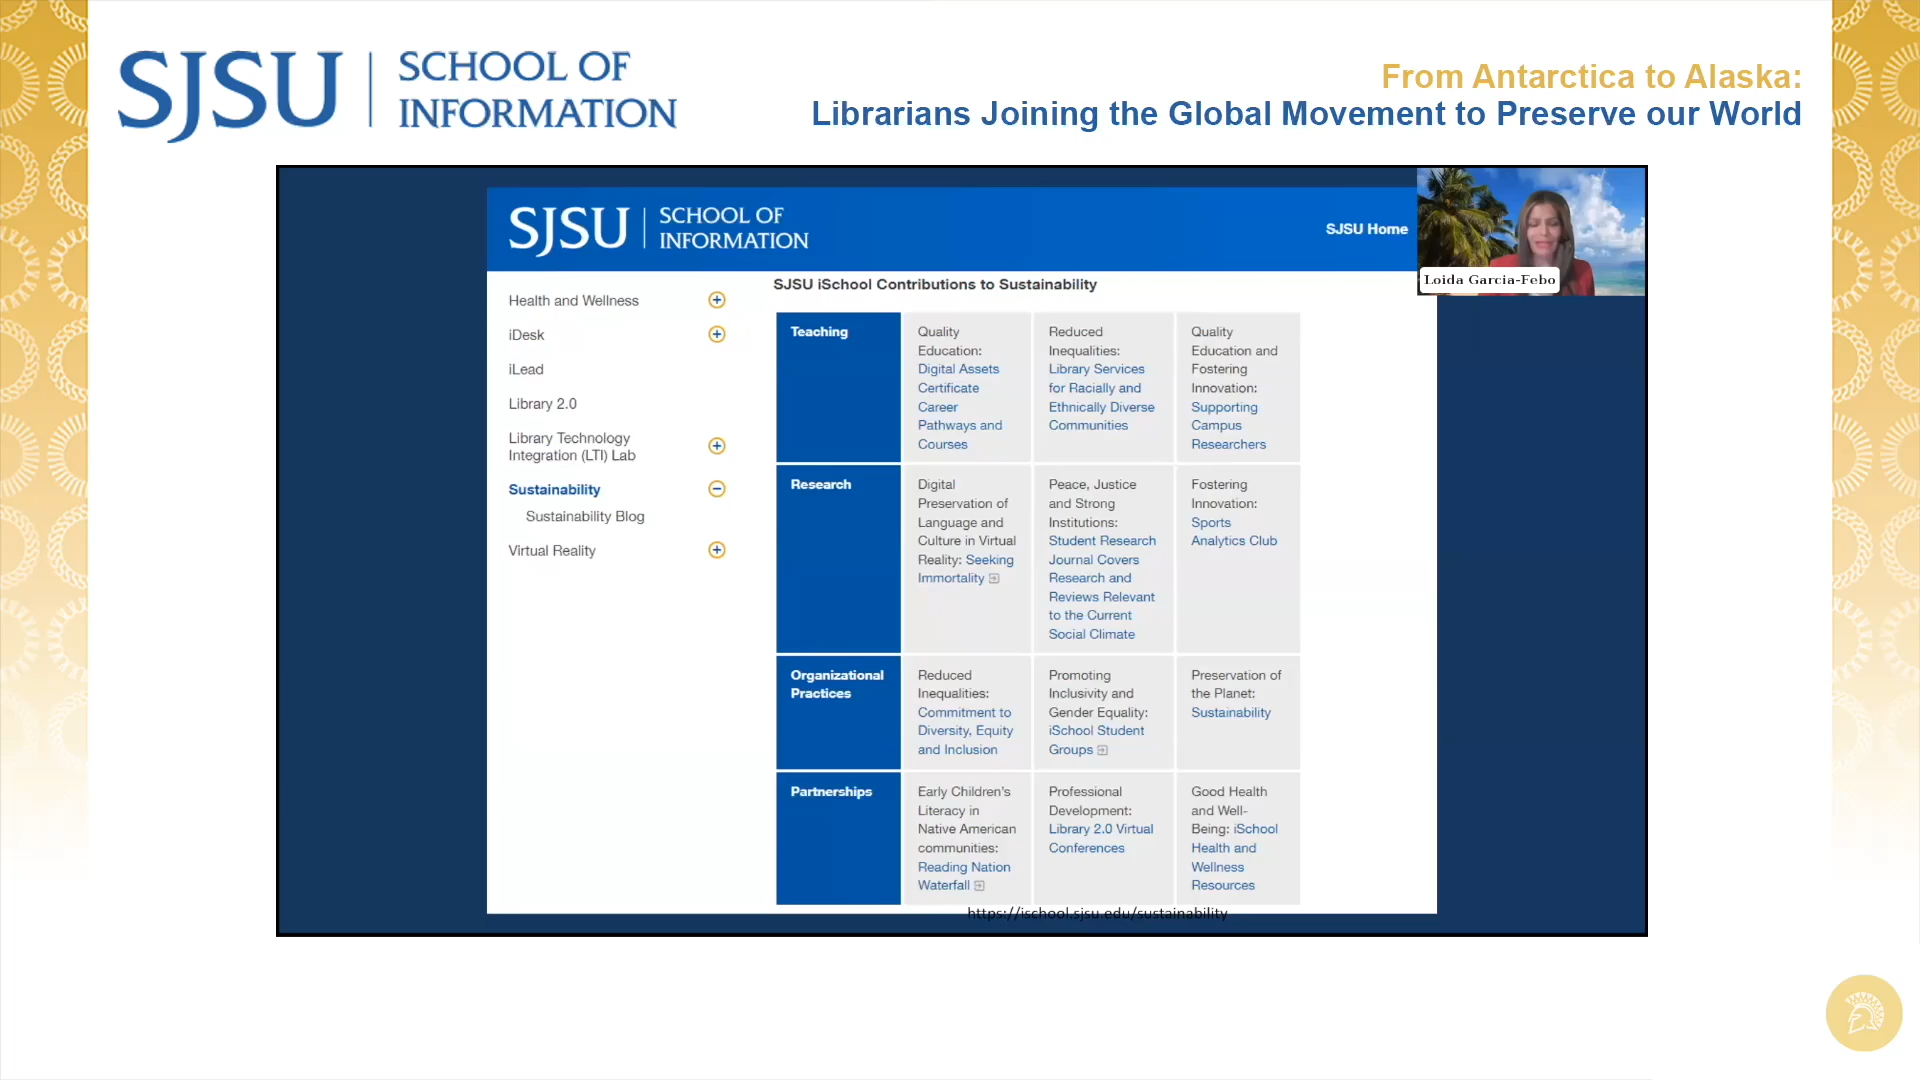 SJSU SCHOOL OF
INFORMATION
From Antarctica to Alaska:
Librarians Joining the Global Movement to Preserve our World
SJSU SCHOOL OF
INFORMATION
SJSU Home
Loida Garcia-Febo
Health and Wellness
iDesk
iLead
Library 2.0
Library Technology
Integration (LTI) Lab
Sustainability
Sustainability Blog
Virtual Reality
SJSU iSchool Contributions to Sustainability
Teaching
Quality
Education:
Digital Assets
Certificate
Career
Pathways and
Courses
Reduced
Inequalities:
Library Services
for Racially and
Ethnically Diverse
Communities
Quality
Education and
Fostering
Innovation:
Supporting
Campus
Researchers
Research
Digital
Preservation of
Language and
Culture in Virtual
Reality: Seeking
Immortality
Peace, Justice
and Strong
Institutions:
Student Research
Journal Covers
Research and
Reviews Relevant
to the Current
Social Climate
Fostering
Innovation:
Sports
Analytics Club
Organizational
Practices
Reduced
Inequalities:
Commitment to
Diversity, Equity
and Inclusion
Promoting
Inclusivity and
Gender Equality:
iSchool Student
Groups
Preservation of
the Planet:
Sustainability
Partnerships
Early Children's
Literacy in
Native American
communities:
Reading Nation
Waterfall
Professional
Development:
Library 2.0 Virtual
Conferences
Good Health
and Well-
Being: iSchool
Health and
Wellness
Resources
https://ischool.sjsu.edu/sustainability